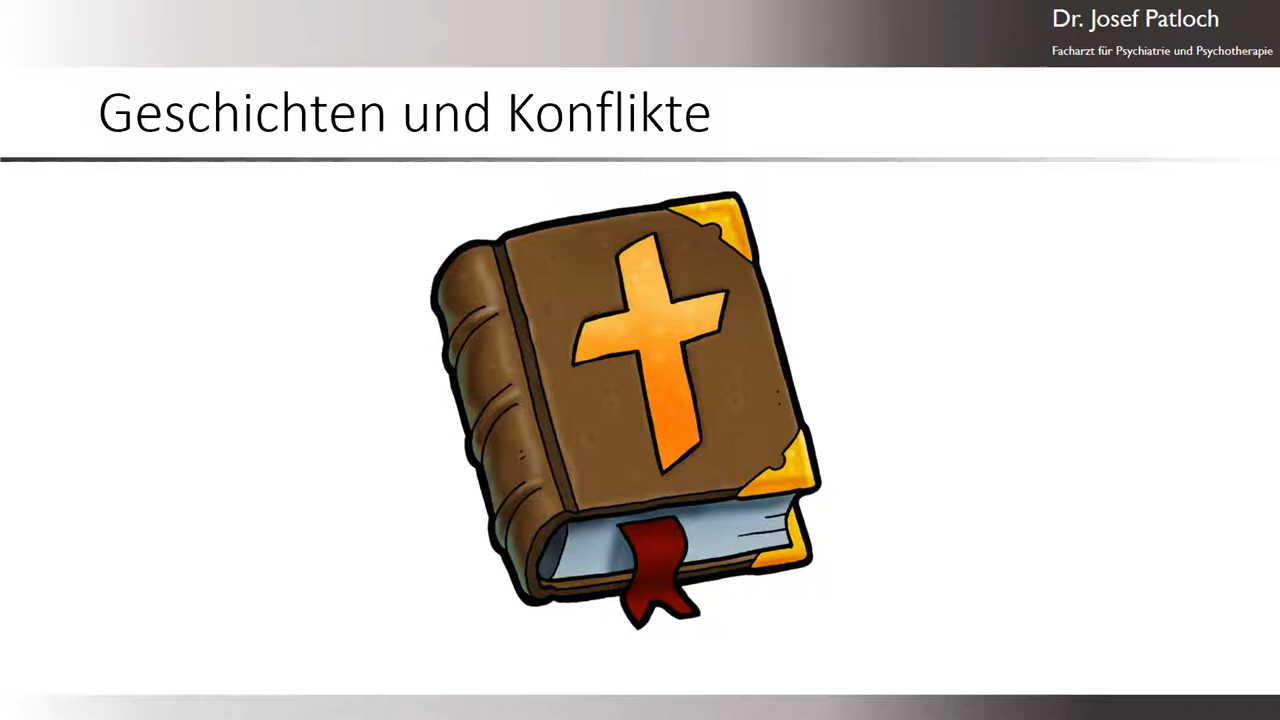 Dr. Josef Patloch
Facharzt für Psychiatrie und Psychotherapie
Geschichten und Konflikte